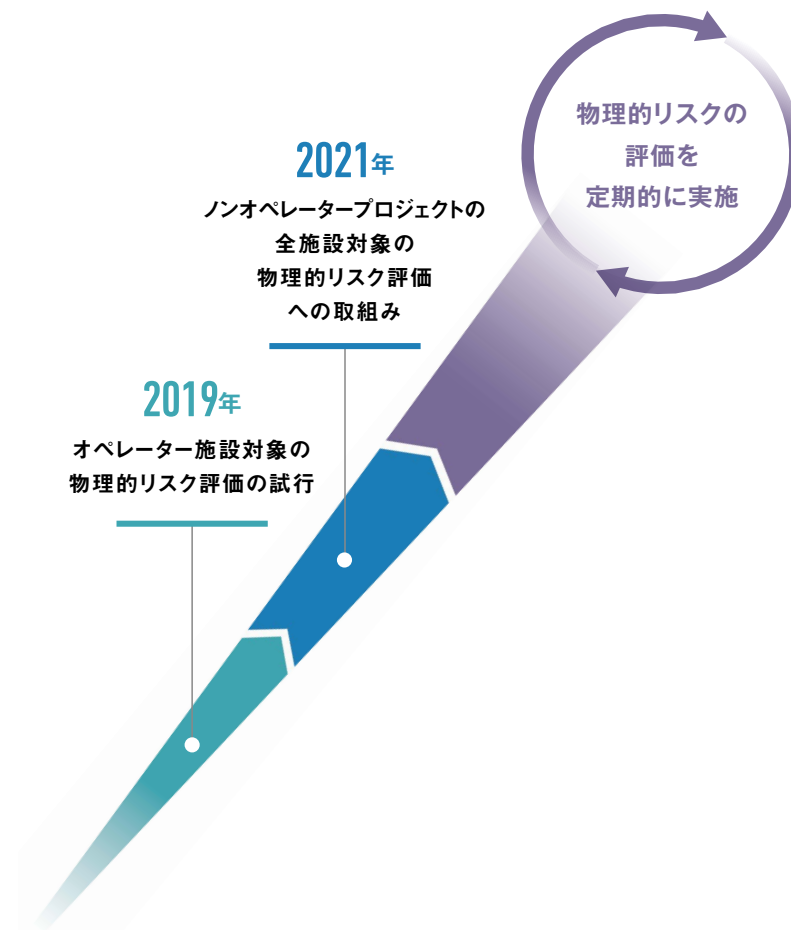 物理的リスクの
評価を
定期的に実施
2021年
ノンオペレータープロジェクトの
全施設対象の
物理的リスク評価
への取組み
2019年
オペレーター施設対象の
物理的リスク評価の試行